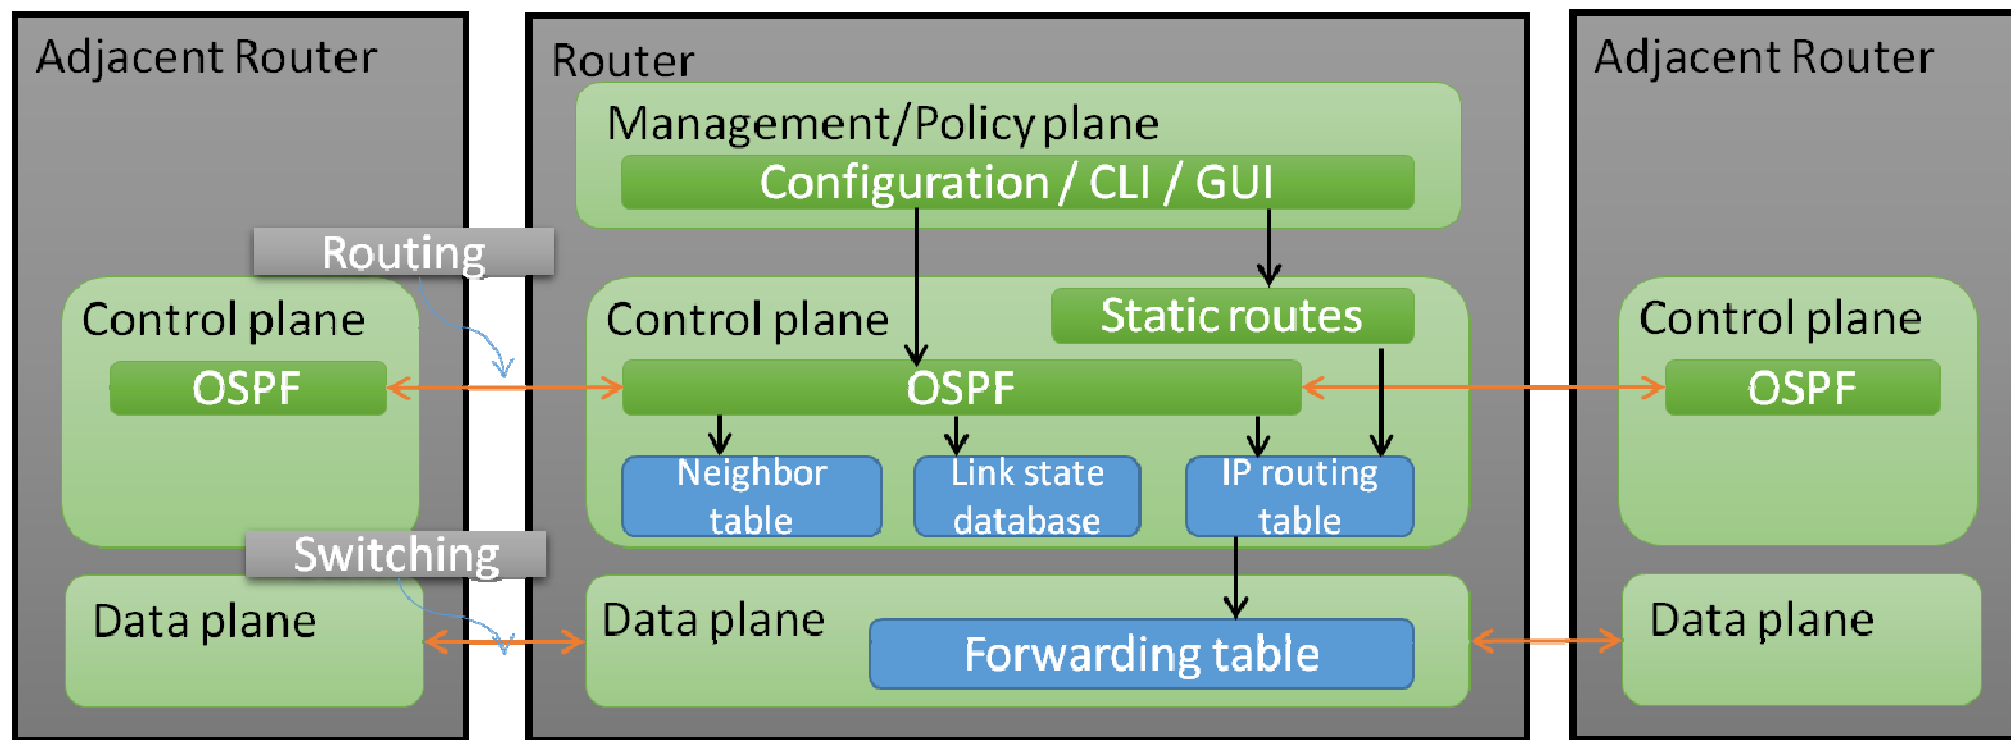 Adjacent Router
Router
Adjacent Router
Management/Policy plane
Configuration / CLI / GUI
Routing
Control plane
OSPF
Control plane
Static routes
OSPF
Neighbor
table
Link state
database
IP routing
table
Control plane
OSPF
Switching
Data plane
Data plane
Forwarding table
Data plane